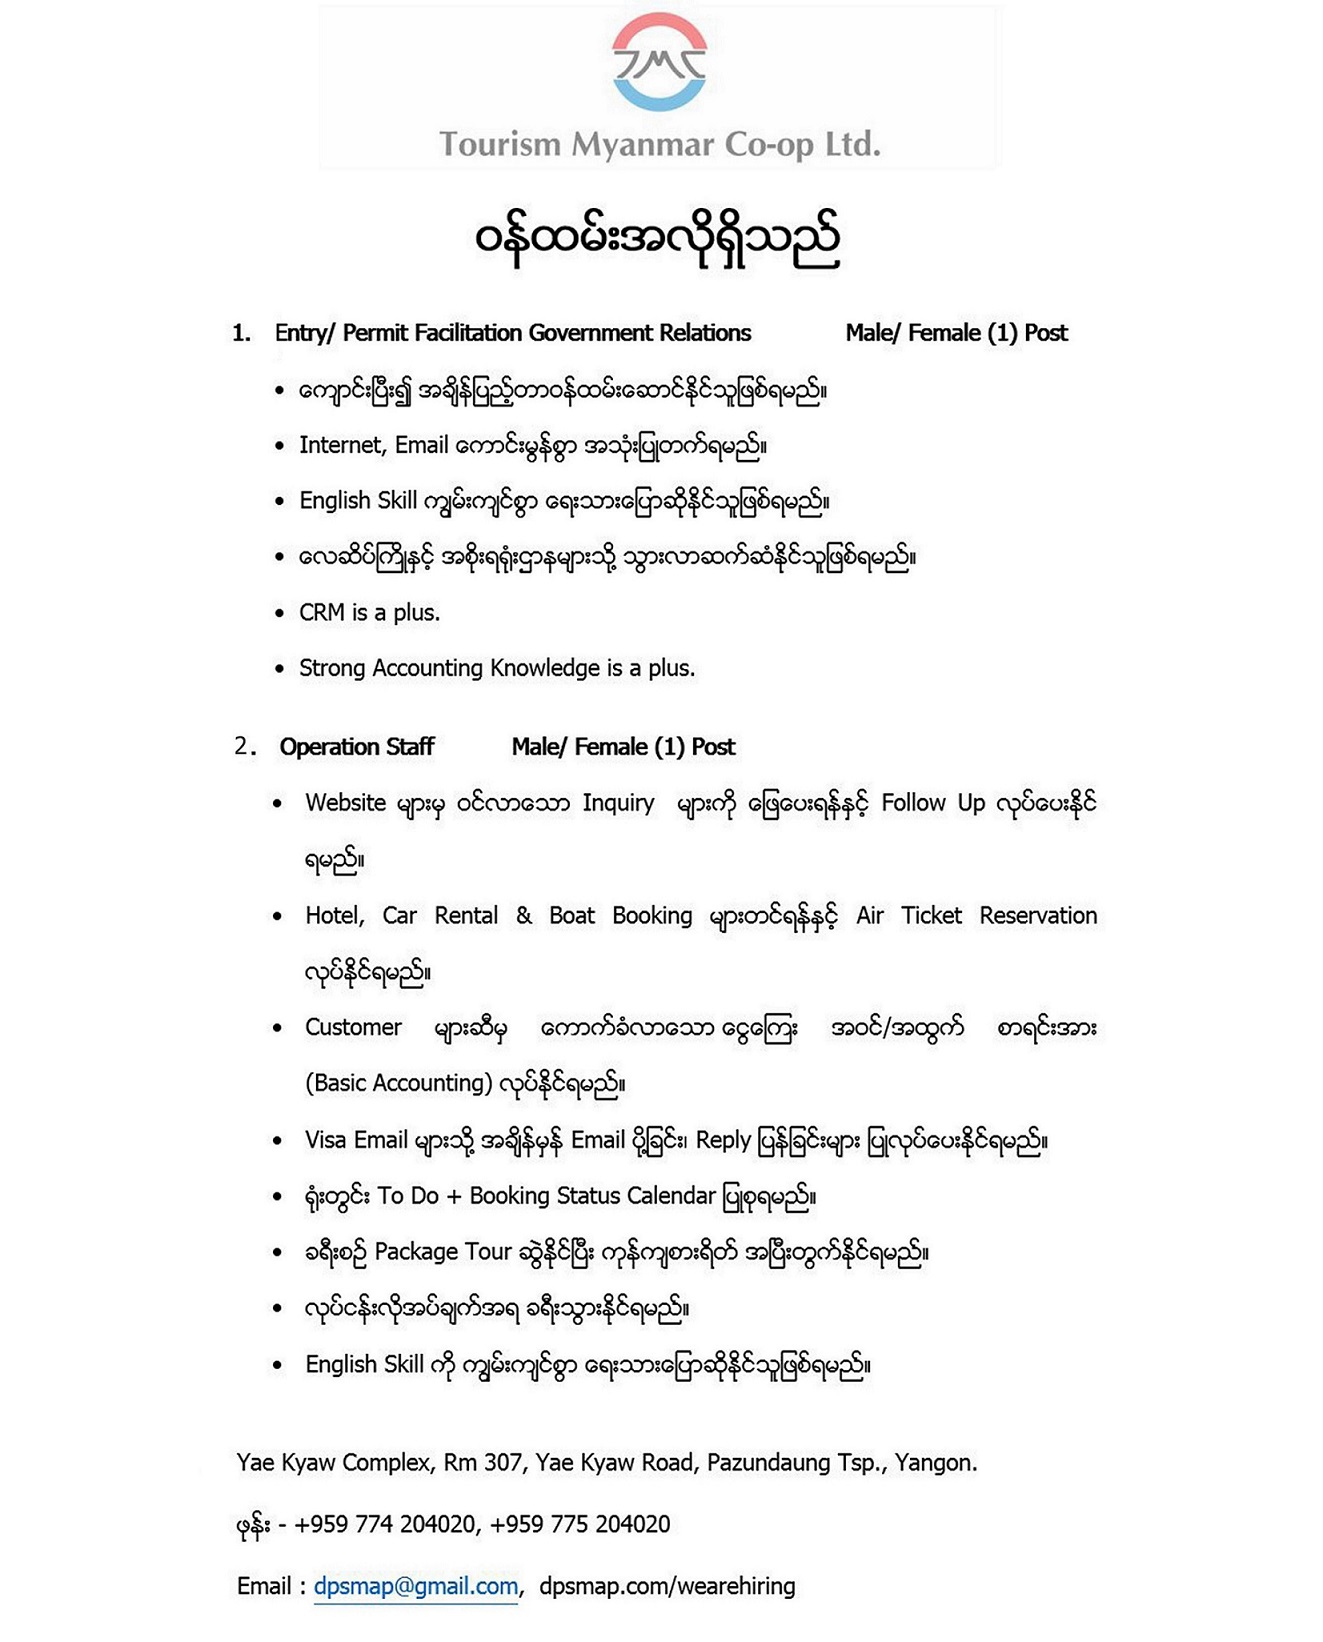 TMC
Tourism Myanmar Co-op Ltd.
ဝန်ထမ်းအလိုရှိသည်
1. Entry/ Permit Facilitation Government Relations Male/ Female (1) Post
• ကျောင်းပြီး၍ အချိန်ပြည့်တာဝန်ထမ်းဆောင်နိုင်သူဖြစ်ရမည်။
• Internet, Email ကောင်းမွန်စွာ အသုံးပြုတက်ရမည်။
• English Skill ကျွမ်းကျင်စွာ ရေးသားပြောဆိုနိုင်သူဖြစ်ရမည်။
• လေဆိပ်ကြိုနှင့် အစိုးရရုံးဌာနများသို့ သွားလာဆက်ဆံနိုင်သူဖြစ်ရမည်။
• CRM is a plus.
• Strong Accounting Knowledge is a plus.
2. Operation Staff Male/ Female (1) Post
• Website များမှ ဝင်လာသော Inquiry များကို ဖြေပေးရန်နှင့် Follow Up လုပ်ပေးနိုင်
ရမည်။
• Hotel, Car Rental & Boat Booking များတင်ရန်နှင့် Air Ticket Reservation
လုပ်နိုင်ရမည်။
• Customer များဆီမှ ကောက်ခံလာသော ငွေကြေး အဝင်/အထွက် စာရင်းအား
(Basic Accounting) လုပ်နိုင်ရမည်။
• Visa Email များသို့ အချိန်မှန် Email ပို့ခြင်း၊ Reply ပြန်ခြင်းများ ပြုလုပ်ပေးနိုင်ရမည်။
• ရုံးတွင်း To Do + Booking Status Calendar ပြုစုရမည်။
• ခရီးစဉ် Package Tour ဆွဲနိုင်ပြီး ကုန်ကျစားရိတ် အပြီးတွက်နိုင်ရမည်။
• လုပ်ငန်းလိုအပ်ချက်အရ ခရီးသွားနိုင်ရမည်။
• English Skill ကို ကျွမ်းကျင်စွာ ရေးသားပြောဆိုနိုင်သူဖြစ်ရမည်။
Yae Kyaw Complex, Rm 307, Yae Kyaw Road, Pazundaung Tsp., Yangon.
ဖုန်း - +959 774 204020, +959 775 204020
Email : dpsmap@gmail.com, dpsmap.com/wearehiring